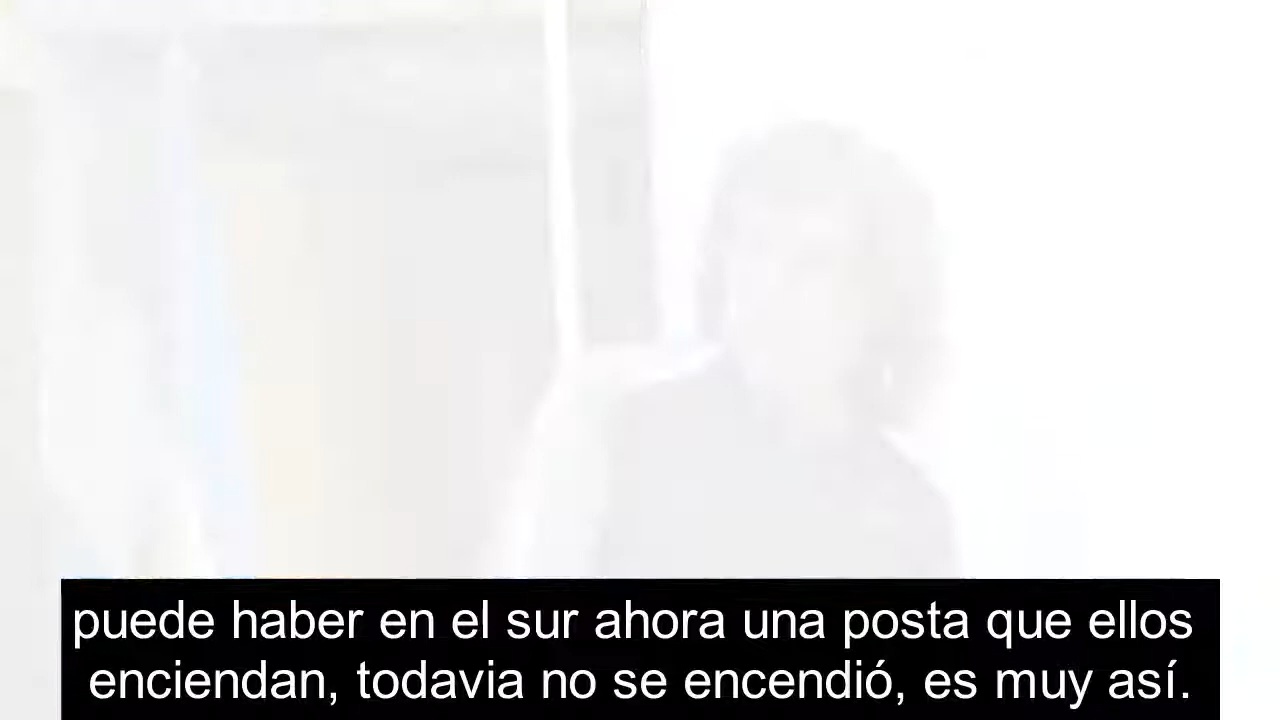 puede haber en el sur ahora una posta que ellos
enciendan, todavia no se encendió, es muy así.